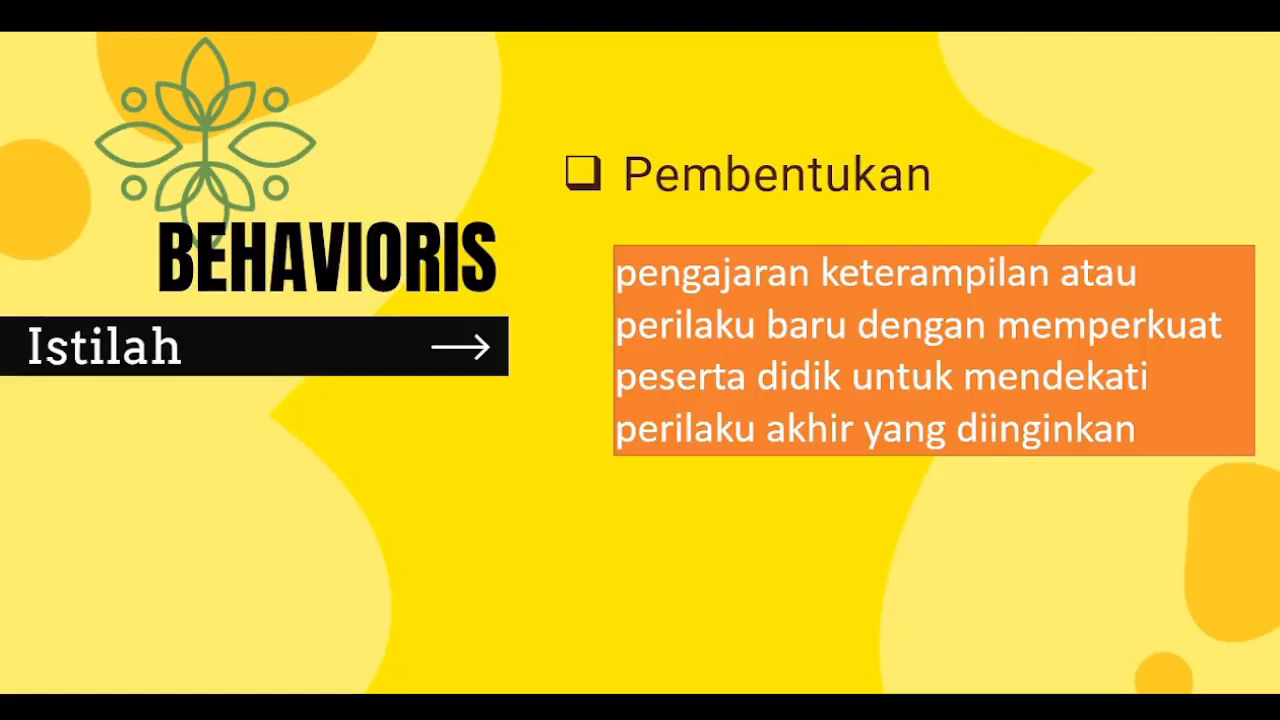 BEHAVIORIS
Istilah
Pembentukan
pengajaran keterampilan atau
perilaku baru dengan memperkuat
peserta didik untuk mendekati
perilaku akhir yang diinginkan